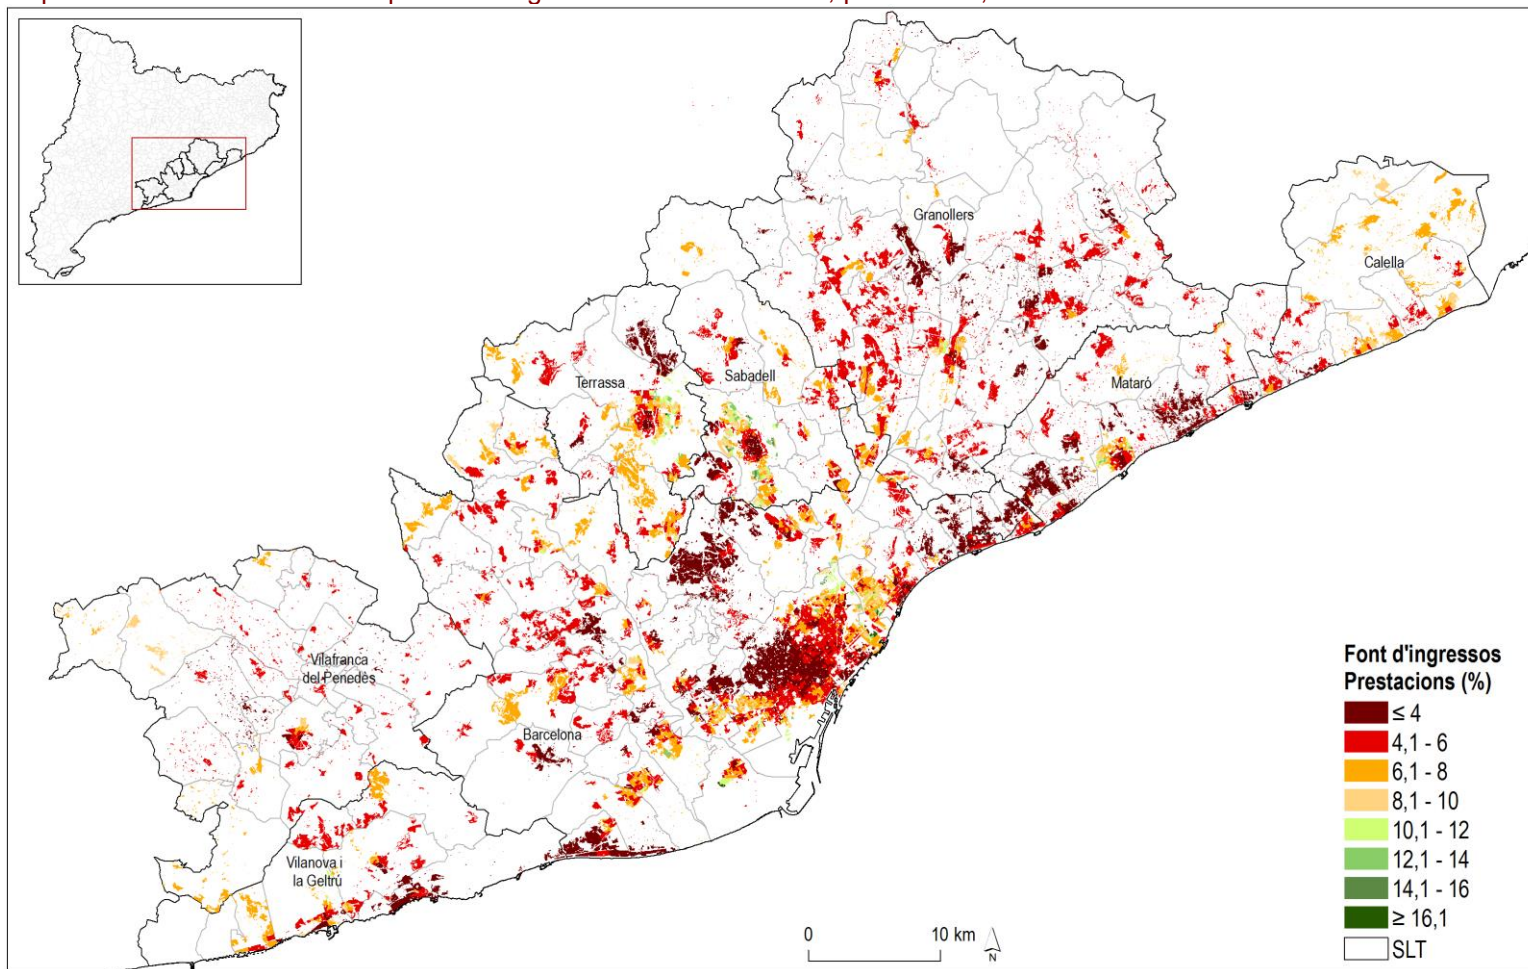 Granollers
Calella
Terrassa
Sabadell
Mataró
Vilafranca
del Penedès
Barcelona
Vilanova i
la Geltrú
Font d'ingressos
Prestacions (%)
≤ 4
4,1 - 6
6,1 - 8
8,1 - 10
10,1 - 12
12,1 - 14
14,1 - 16
≥ 16,1
SLT
0 10 km
N